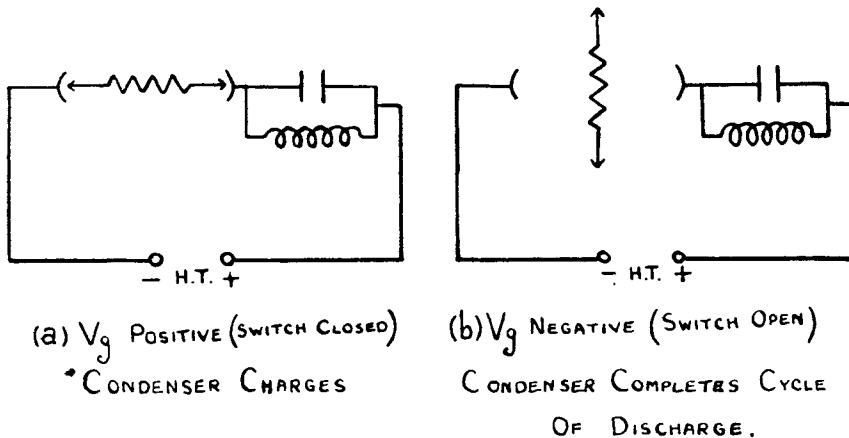 - H.T. +
- H.T. +
(a) Vg POSITIVE (SWITCH CLOSED)
CONDENSER CHARGES
(b) Vg NEGATIVE (SWITCH OPEN)
CONDENSER COMPLETES CYCLE
OF DISCHARGE.